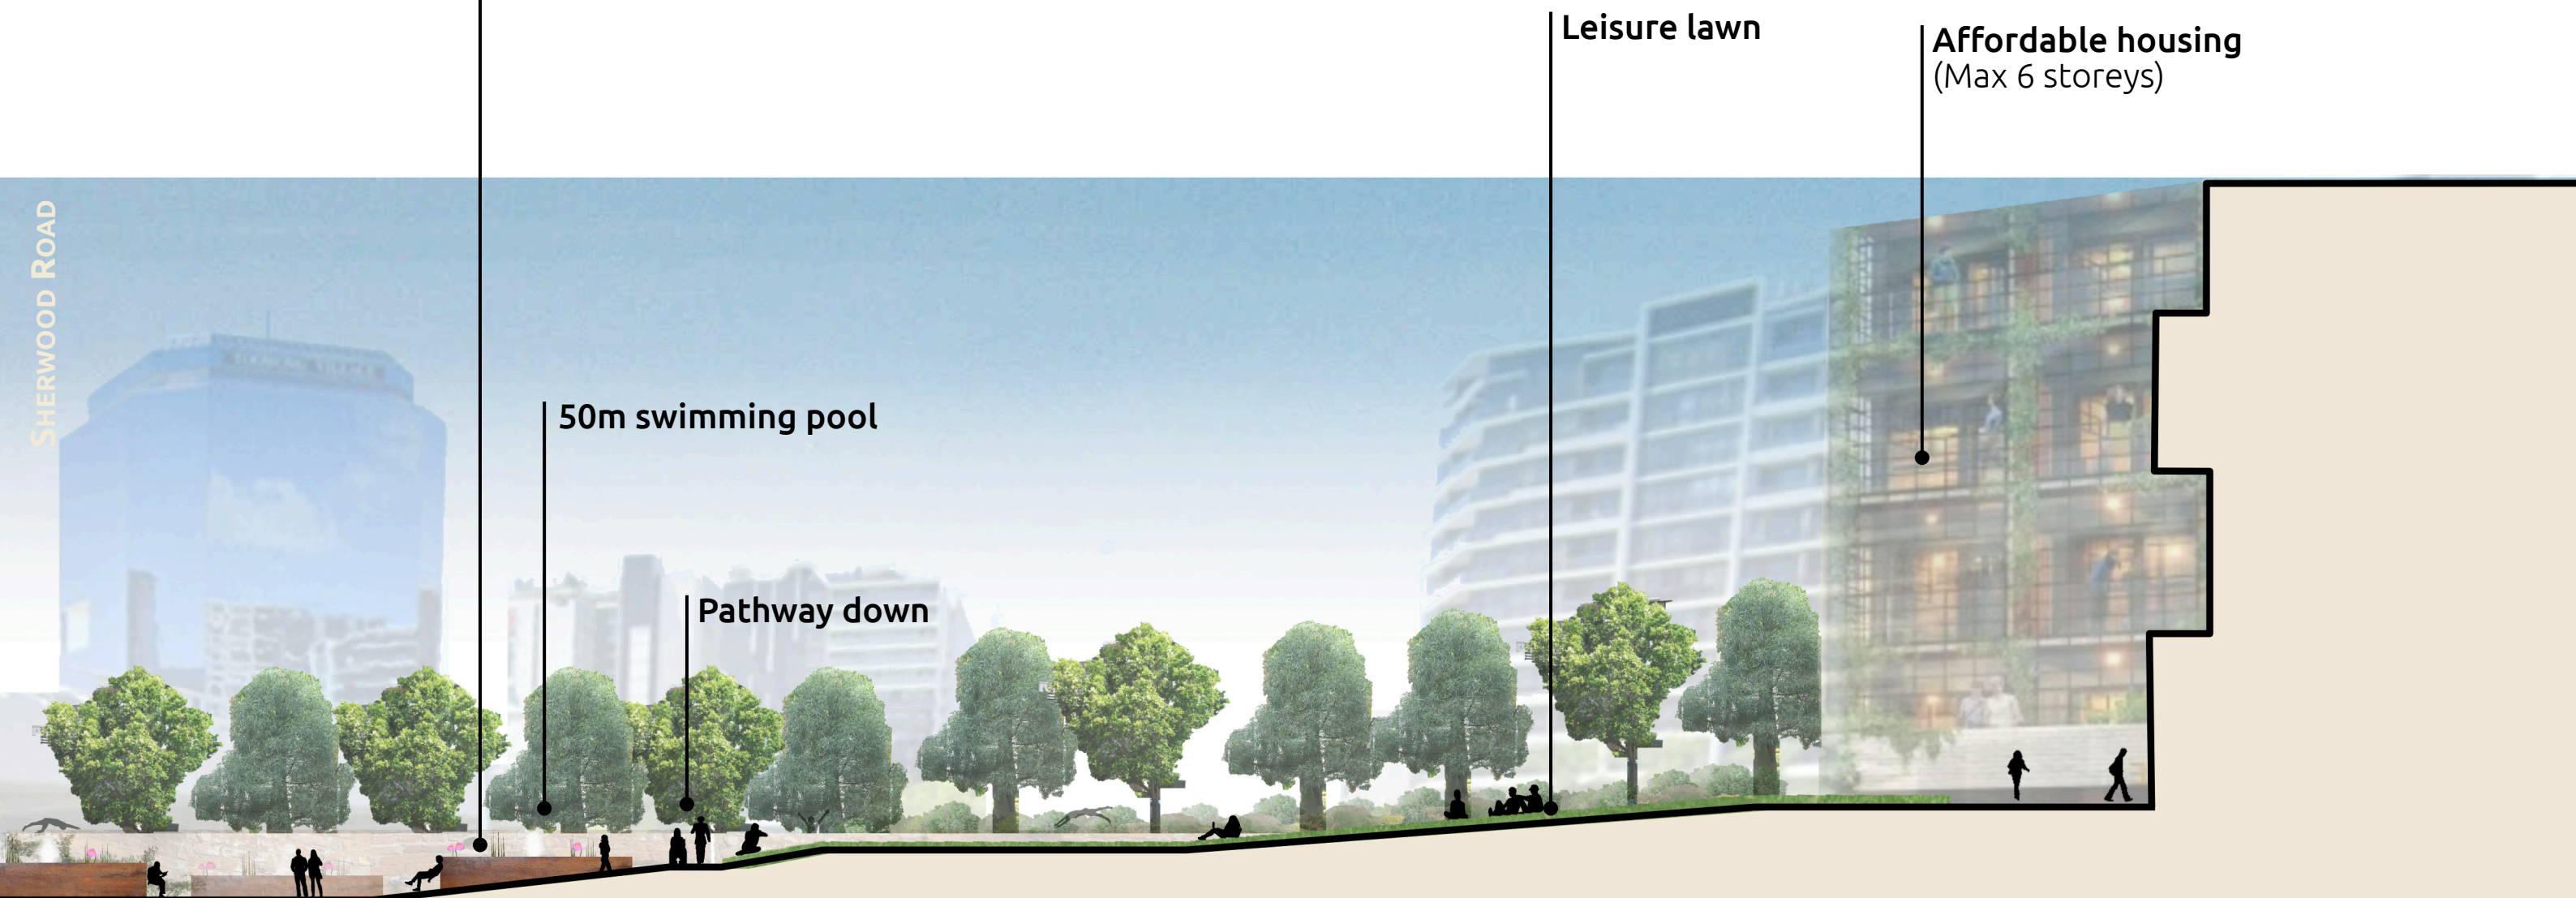 Leisure lawn
Affordable housing
(Max 6 storeys)
SHERWOOD ROAD
50m swimming pool
Pathway down